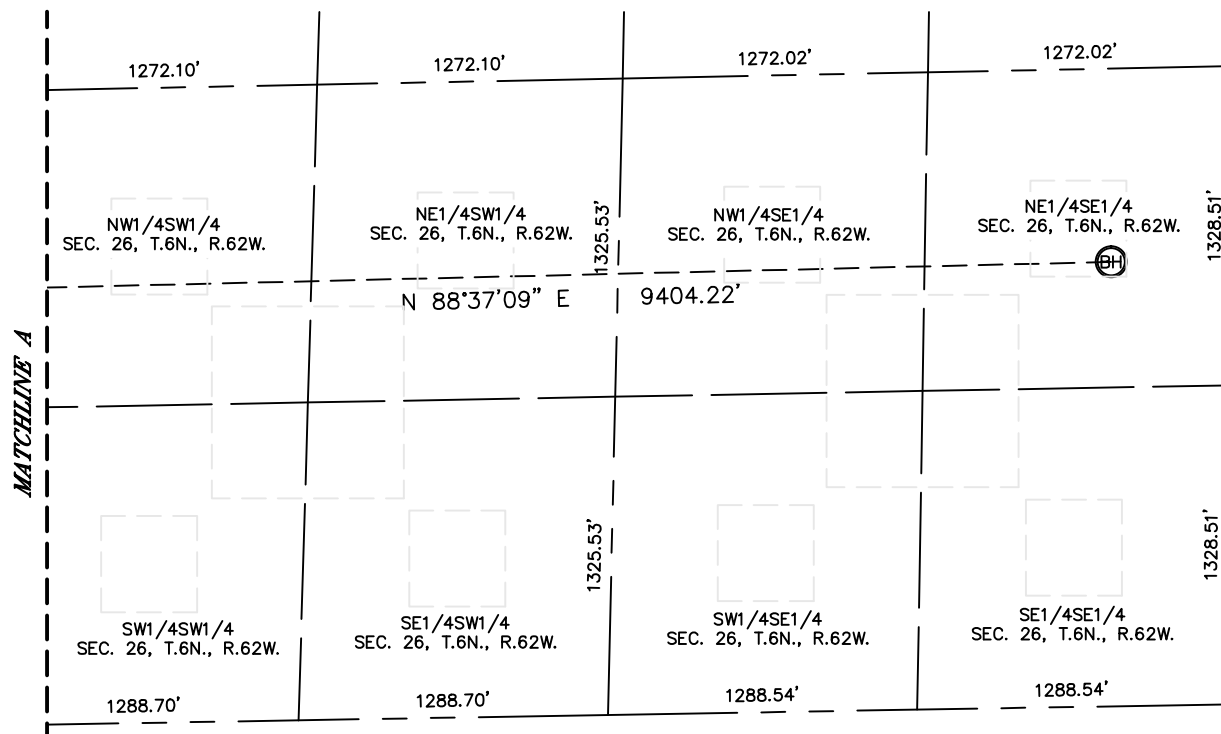 1272.10'
1272.10'
1272.02'
1272.02'
NW1/4SW1/4
SEC. 26, T.6N., R.62W.
NE1/4SW1/4
SEC. 26, T.6N., R.62W.
1325.53'
NW1/4SE1/4
SEC. 26, T.6N., R.62W.
NE1/4SE1/4
SEC. 26, T.6N., R.62W.
1328.51'
BH
N 88°37'09" E 9404.22'
MATCHLINE A
1325.53'
1328.51'
SW1/4SW1/4
SEC. 26, T.6N., R.62W.
SE1/4SW1/4
SEC. 26, T.6N., R.62W.
SW1/4SE1/4
SEC. 26, T.6N., R.62W.
SE1/4SE1/4
SEC. 26, T.6N., R.62W.
1288.70'
1288.70'
1288.54'
1288.54'